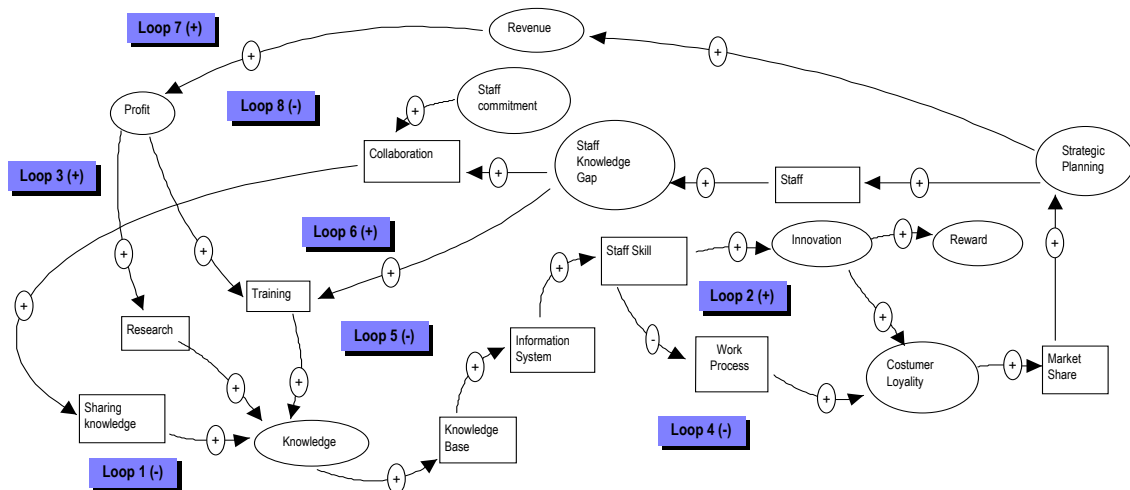 Loop 7 (+)
Revenue
+
+
Profit
Loop 8 (-)
Staff
commitment
+
Collaboration
Staff
Knowledge
Gap
+
Staff
+
+
Strategic
Planning
Loop 3 (+)
Loop 6 (+)
Staff Skill
+
Innovation
+
Reward
+
+
+
+
+
+
Training
Loop 2 (+)
+
Research
Loop 5 (-)
Information
System
-
Work
Process
Costumer
Loyality
+
Market
Share
+
+
+
+
Sharing
knowledge
+
Knowledge
Knowledge
Base
Loop 4 (-)
Loop 1 (-)
+